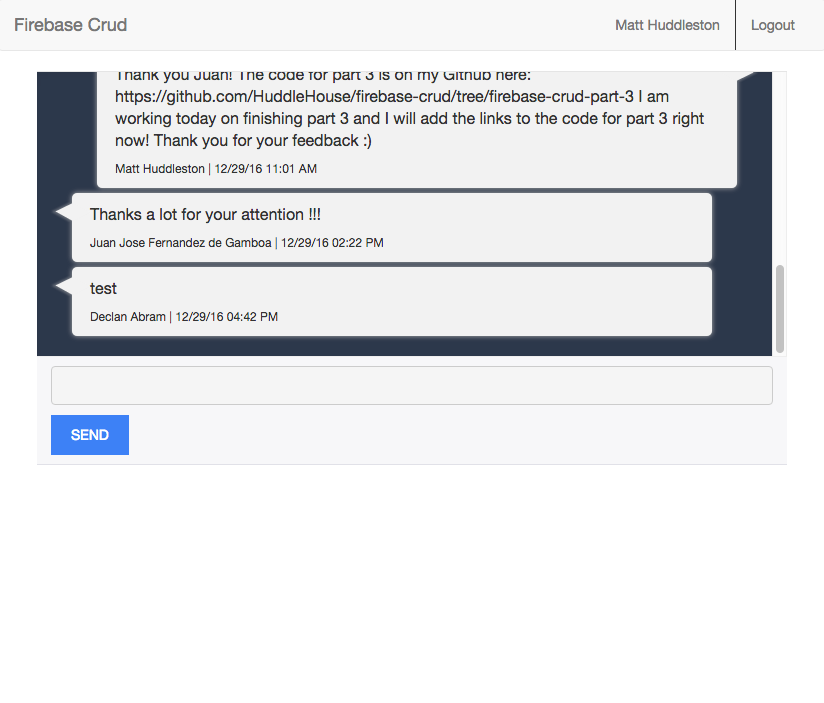 Firebase Crud
Matt Huddleston
Logout
Thank you Juan! The code for part 3 is on my Github here:
https://github.com/HuddleHouse/firebase-crud/tree/firebase-crud-part-3 I am
working today on finishing part 3 and I will add the links to the code for part 3 right
now! Thank you for your feedback :)
Matt Huddleston | 12/29/16 11:01 AM
Thanks a lot for your attention !!!
Juan Jose Fernandez de Gamboa | 12/29/16 02:22 PM
test
Declan Abram | 12/29/16 04:42 PM
SEND